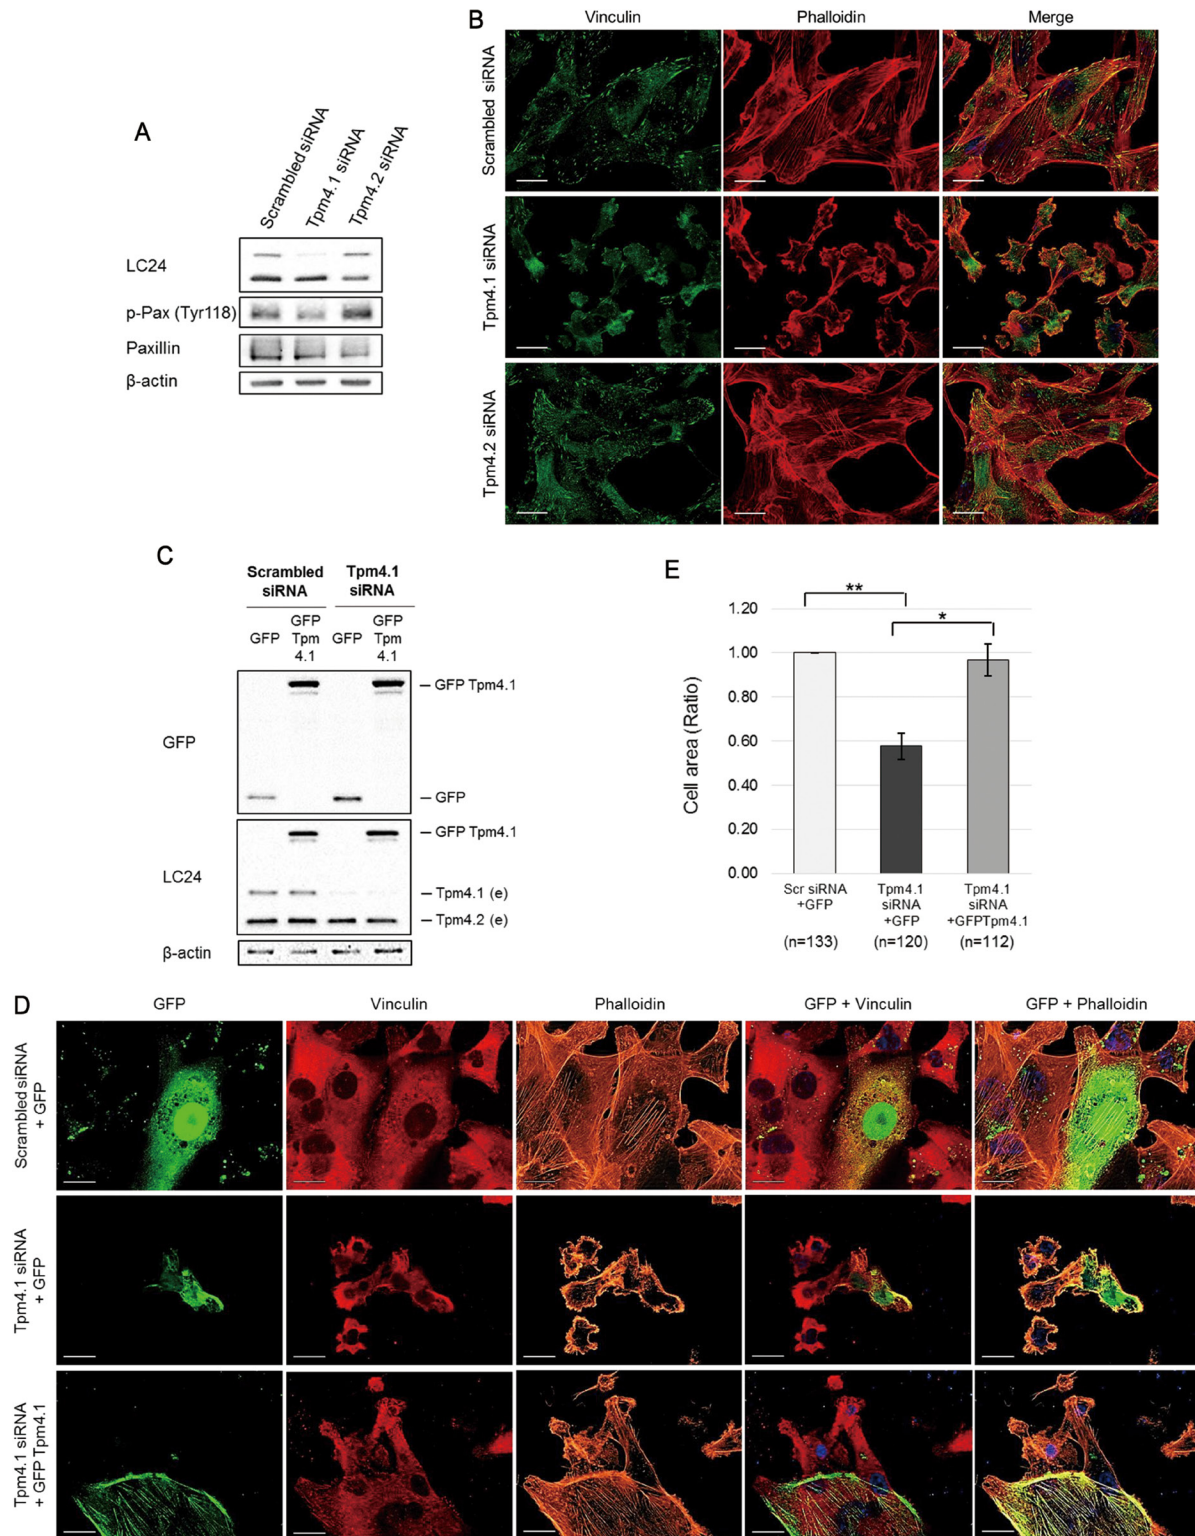 A
Scrambled siRNA
Tpm4.1 siRNA
Tpm4.2 siRNA
LC24
p-Pax (Tyr118)
Paxillin
β-actin
B
Vinculin
Phalloidin
Merge
Scrambled siRNA
Tpm4.1 siRNA
Tpm4.2 siRNA
C
Scrambled
siRNA
Tpm4.1
siRNA
GFP
GFP
Tpm
4.1
GFP
GFP
Tpm
4.1
GFP
GFP Tpm4.1
GFP
LC24
GFP Tpm4.1
Tpm4.1 (e)
Tpm4.2 (e)
β-actin
E
Cell area (Ratio)
1.20
1.00
0.80
0.60
0.40
0.20
0.00
**
*
Scr siRNA
+GFP
(n=133)
Tpm4.1
siRNA
+GFP
(n=120)
Tpm4.1
siRNA
+GFPTpm4.1
(n=112)
D
GFP
Vinculin
Phalloidin
GFP + Vinculin
GFP + Phalloidin
Scrambled siRNA
+ GFP
Tpm4.1 siRNA
+ GFP
Tpm4.1 siRNA
+ GFP Tpm4.1